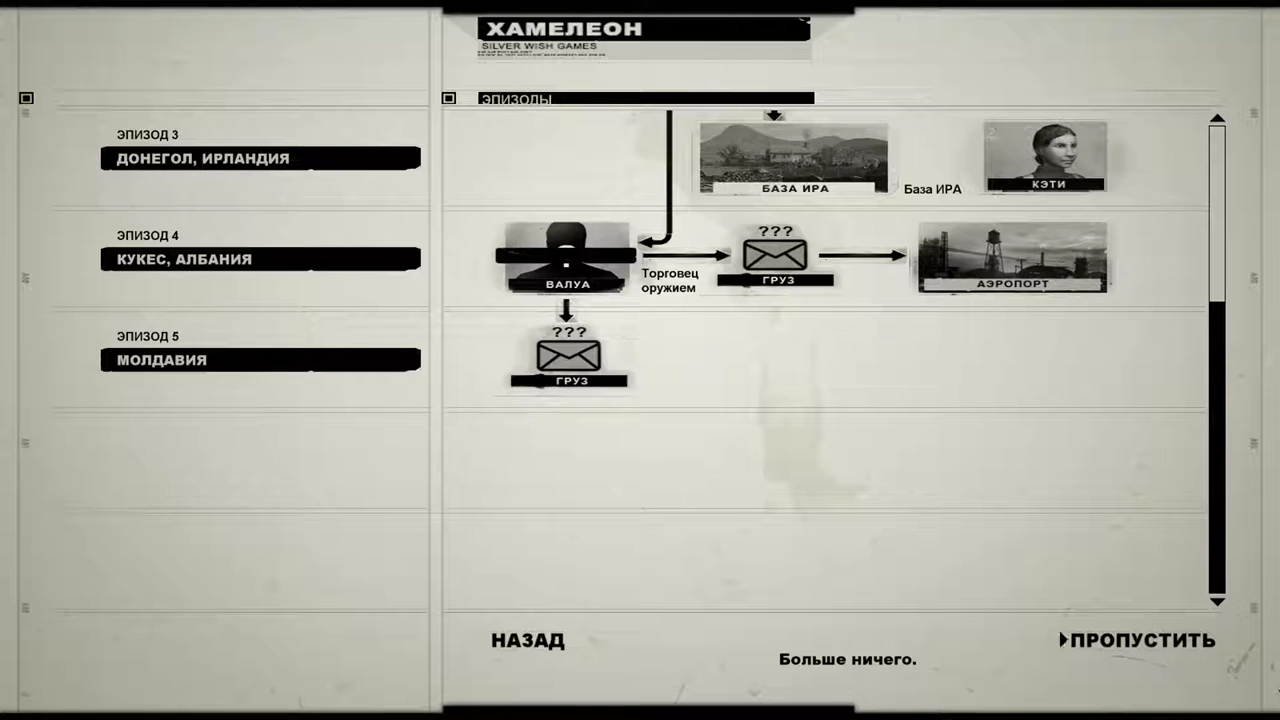 ХАМЕЛЕОН
SILVER WISH GAMES
ЭПИЗОДЫ
ЭПИЗОД 3
ДОНЕГОЛ, ИРЛАНДИЯ
БАЗА ИРА
База ИРА
КЭТИ
ЭПИЗОД 4
КУКЕС, АЛБАНИЯ
ВАЛУА
Торговец
оружием
???
ГРУЗ
АЭРОПОРТ
ЭПИЗОД 5
МОЛДАВИЯ
???
ГРУЗ
НАЗАД
Больше ничего.
ПРОПУСТИТЬ